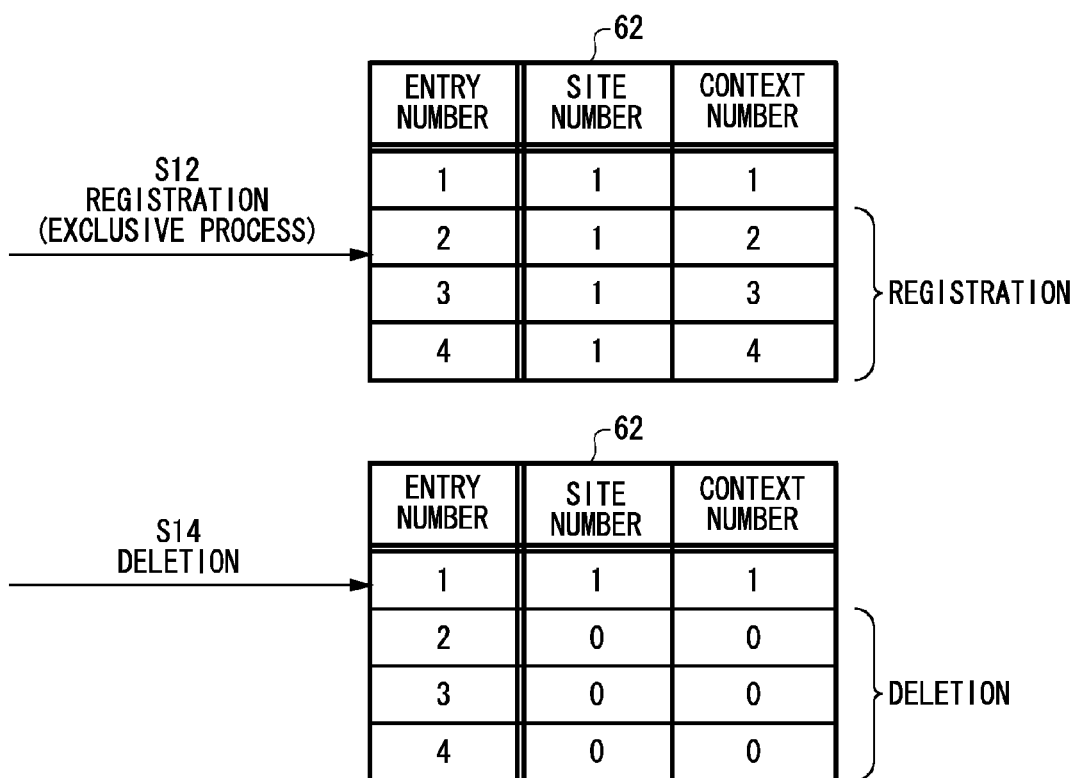 62
ENTRY NUMBER SITE NUMBER CONTEXT NUMBER
S12
REGISTRATION
(EXCLUSIVE PROCESS)
1 1 1
2 1 2
3 1 3
4 1 4
REGISTRATION
62
ENTRY NUMBER SITE NUMBER CONTEXT NUMBER
S14
DELETION
1 1 1
2 0 0
3 0 0
4 0 0
DELETION